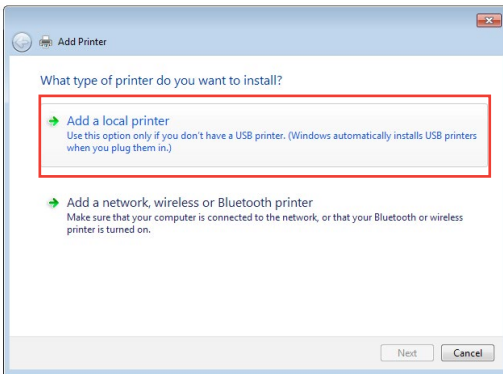 Add Printer
What type of printer do you want to install?
Add a local printer
Use this option only if you don't have a USB printer. (Windows automatically installs USB printers
when you plug them in.)
Add a network, wireless or Bluetooth printer
Make sure that your computer is connected to the network, or that your Bluetooth or wireless
printer is turned on.
Next Cancel